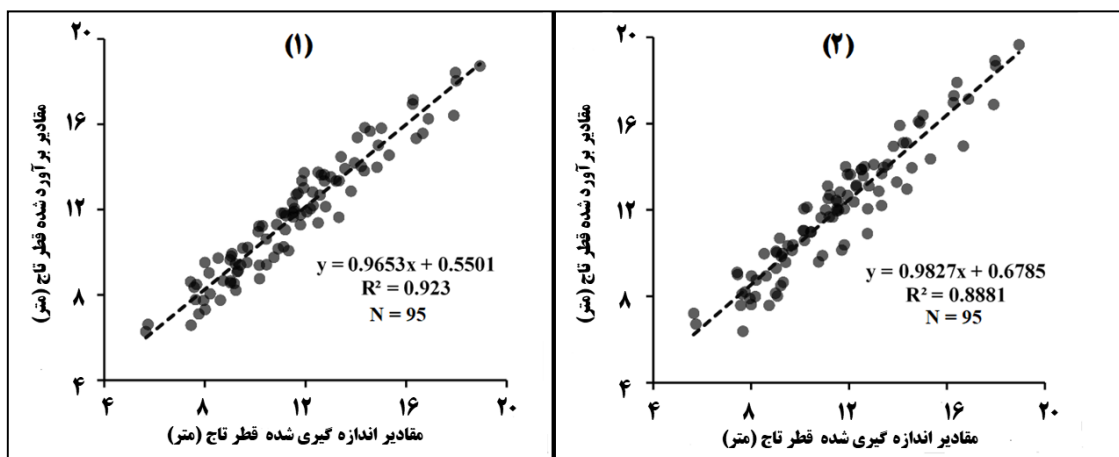 (۱)
۲۰
۱۶
۱۲
۸
۴
مقادیر برآورد شده قطر تاج (متر)
y = 0.9653x + 0.5501
R² = 0.923
N = 95
۴ ۸ ۱۲ ۱۶ ۲۰
مقادیر اندازه گیری شده قطر تاج (متر)
(۲)
۲۰
۱۶
۱۲
۸
۴
مقادیر برآورد شده قطر تاج (متر)
y = 0.9827x + 0.6785
R² = 0.8881
N = 95
۴ ۸ ۱۲ ۱۶ ۲۰
مقادیر اندازه گیری شده قطر تاج (متر)